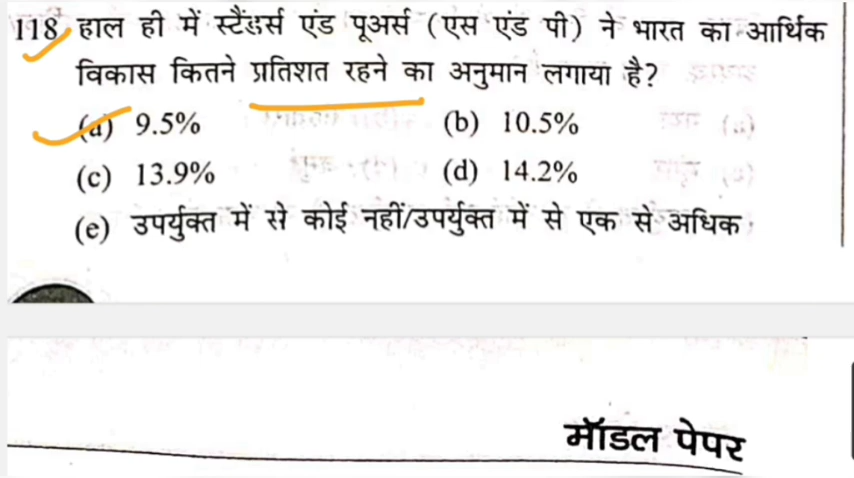 118. हाल ही में स्टैंडर्स एंड पूअर्स (एस एंड पी) ने भारत का आर्थिक
विकास कितने प्रतिशत रहने का अनुमान लगाया है?
(a) 9.5% (b) 10.5%
(c) 13.9% (d) 14.2%
(e) उपर्युक्त में से कोई नहीं/उपर्युक्त में से एक से अधिक
मॉडल पेपर